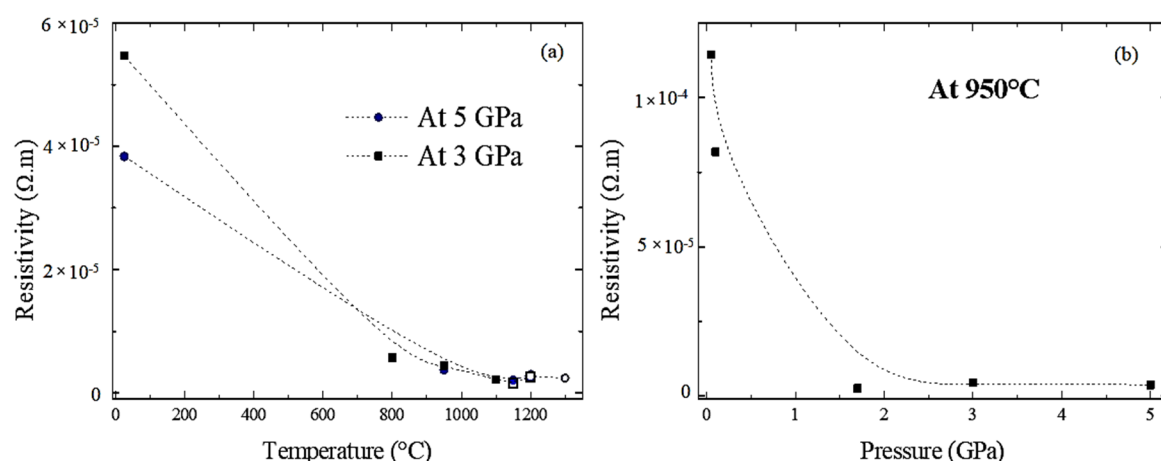 6 ×10⁻⁵
4 ×10⁻⁵
2 ×10⁻⁵
0
Resistivity (Ω.m)
(a)
At 5 GPa
At 3 GPa
0 200 400 600 800 1000 1200
Temperature (°C)
1 ×10⁻⁴
5 ×10⁻⁵
0
Resistivity (Ω.m)
(b)
At 950°C
0 1 2 3 4 5
Pressure (GPa)